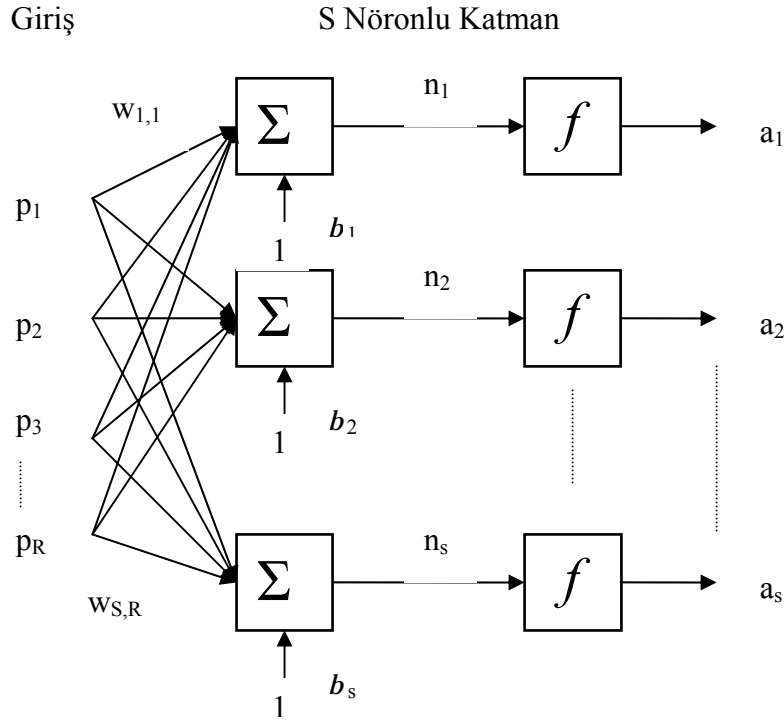 Giriş
S Nöronlu Katman
w1,1
n1
Σ
f
a1
p1
1
b1
n2
Σ
f
a2
p2
p3
1
b2
pR
ns
Σ
f
as
wS,R
1
bs